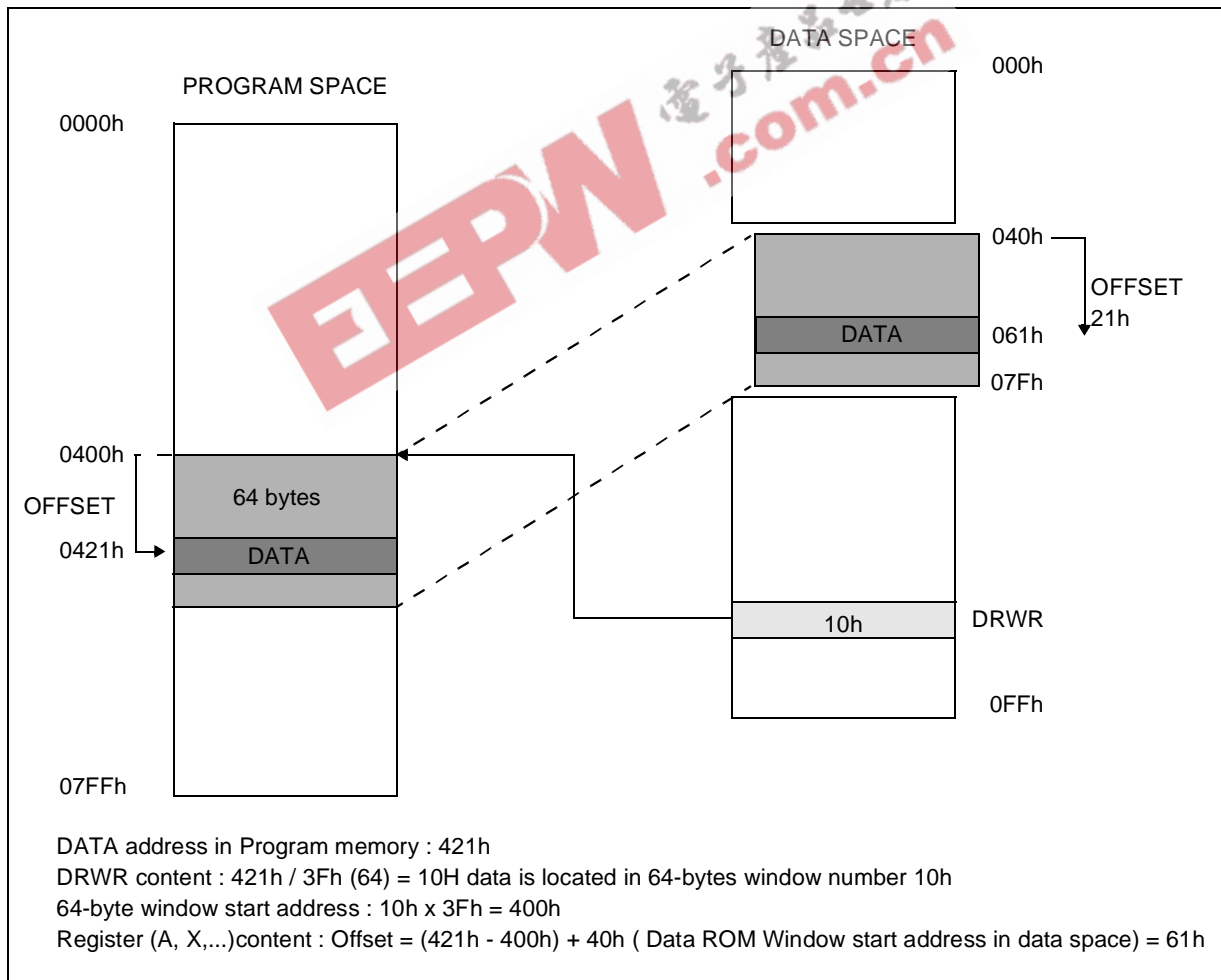 DATA SPACE
000h
PROGRAM SPACE
0000h
EEPW
.com.cn
040h
OFFSET
21h
DATA
061h
07Fh
0400h
64 bytes
OFFSET
0421h
DATA
10h
DRWR
0FFh
07FFh
DATA address in Program memory : 421h
DRWR content : 421h / 3Fh (64) = 10H data is located in 64-bytes window number 10h
64-byte window start address : 10h x 3Fh = 400h
Register (A, X,...)content : Offset = (421h - 400h) + 40h ( Data ROM Window start address in data space) = 61h